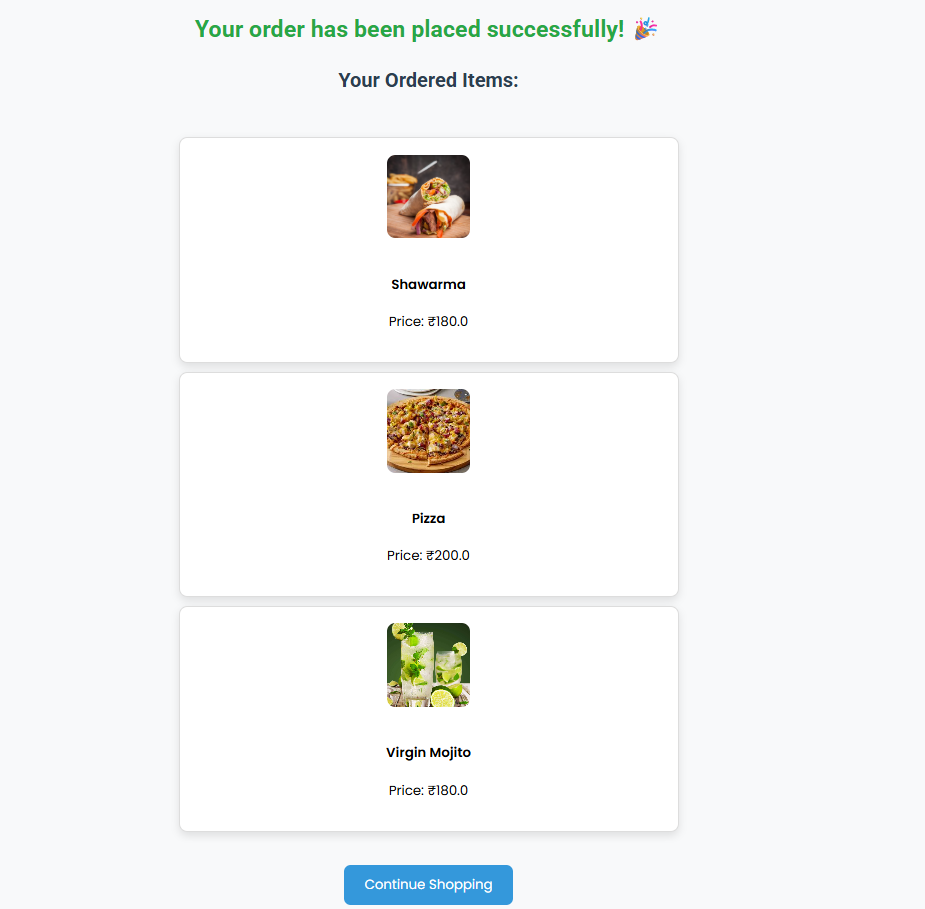 Your order has been placed successfully! 🎉
Your Ordered Items:
Shawarma
Price: ₹180.0
Pizza
Price: ₹200.0
Virgin Mojito
Price: ₹180.0
Continue Shopping